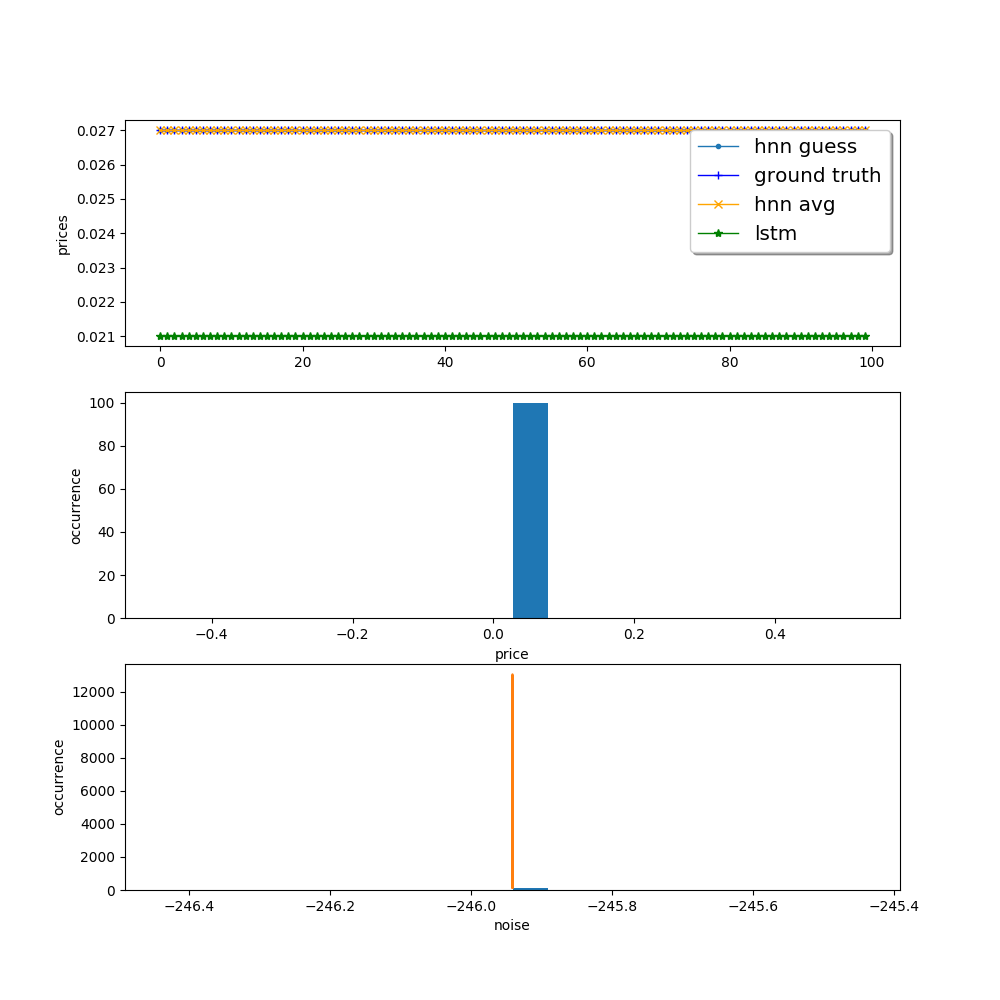 0.027
0.026
0.025
0.024
0.023
0.022
0.021
prices
hnn guess
ground truth
hnn avg
lstm
0 20 40 60 80 100
100
80
60
40
20
0
occurrence
−0.4 −0.2 0.0 0.2 0.4
price
12000
10000
8000
6000
4000
2000
0
occurrence
−246.4 −246.2 −246.0 −245.8 −245.6 −245.4
noise